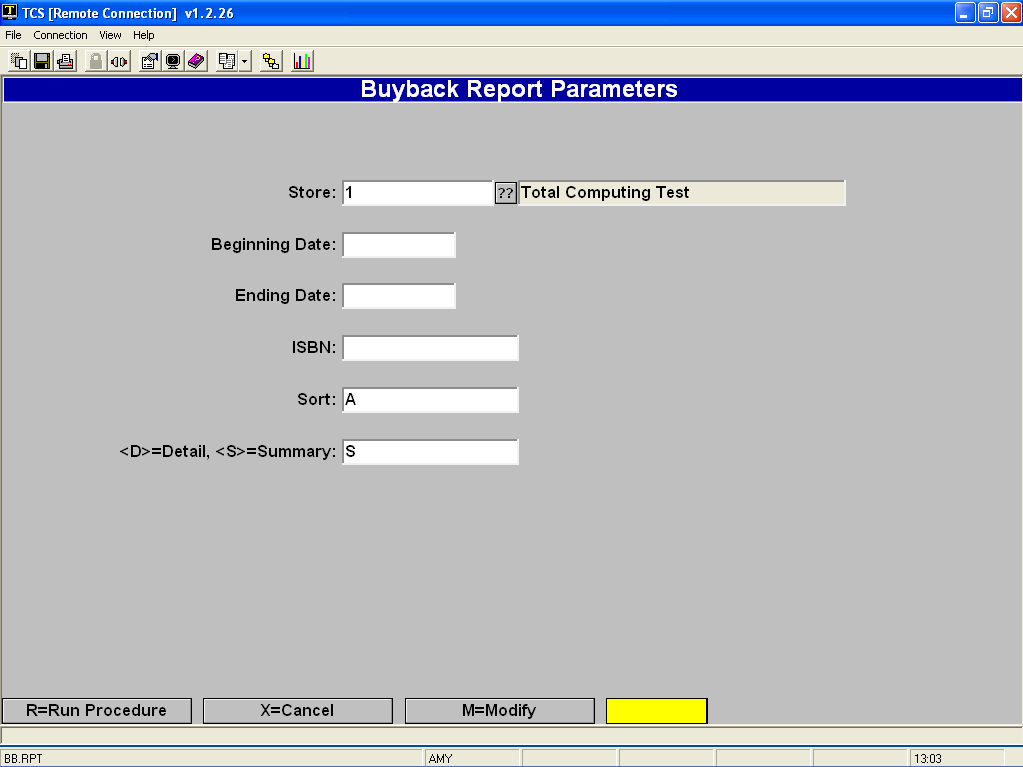 TCS [Remote Connection] v1.2.26
File Connection View Help
Buyback Report Parameters
Store: 1 ?? Total Computing Test
Beginning Date:
Ending Date:
ISBN:
Sort: A
<D>=Detail, <S>=Summary: S
R=Run Procedure X=Cancel M=Modify
BB.RPT AMY 13:03